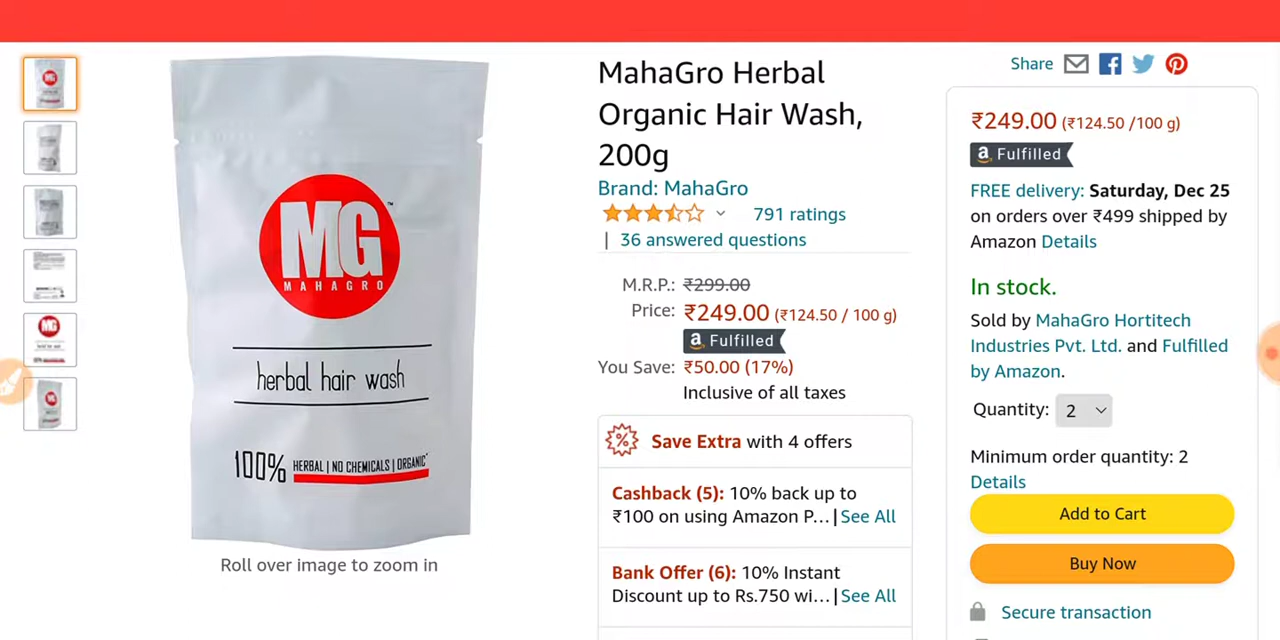 MG
™
MAHAGRO
herbal hair wash
100% HERBAL | NO CHEMICALS | ORGANIC
Roll over image to zoom in
MahaGro Herbal
Organic Hair Wash,
200g
Brand: MahaGro
791 ratings
| 36 answered questions
M.R.P.: ₹299.00
Price: ₹249.00 (₹124.50 / 100 g)
a Fulfilled
You Save: ₹50.00 (17%)
Inclusive of all taxes
% Save Extra with 4 offers
Cashback (5): 10% back up to
₹100 on using Amazon P... | See All
Bank Offer (6): 10% Instant
Discount up to Rs.750 wi... | See All
Share
₹249.00 (₹124.50 /100 g)
a Fulfilled
FREE delivery: Saturday, Dec 25
on orders over ₹499 shipped by
Amazon Details
In stock.
Sold by MahaGro Hortitech
Industries Pvt. Ltd. and Fulfilled
by Amazon.
Quantity: 2
Minimum order quantity: 2
Details
Add to Cart
Buy Now
Secure transaction